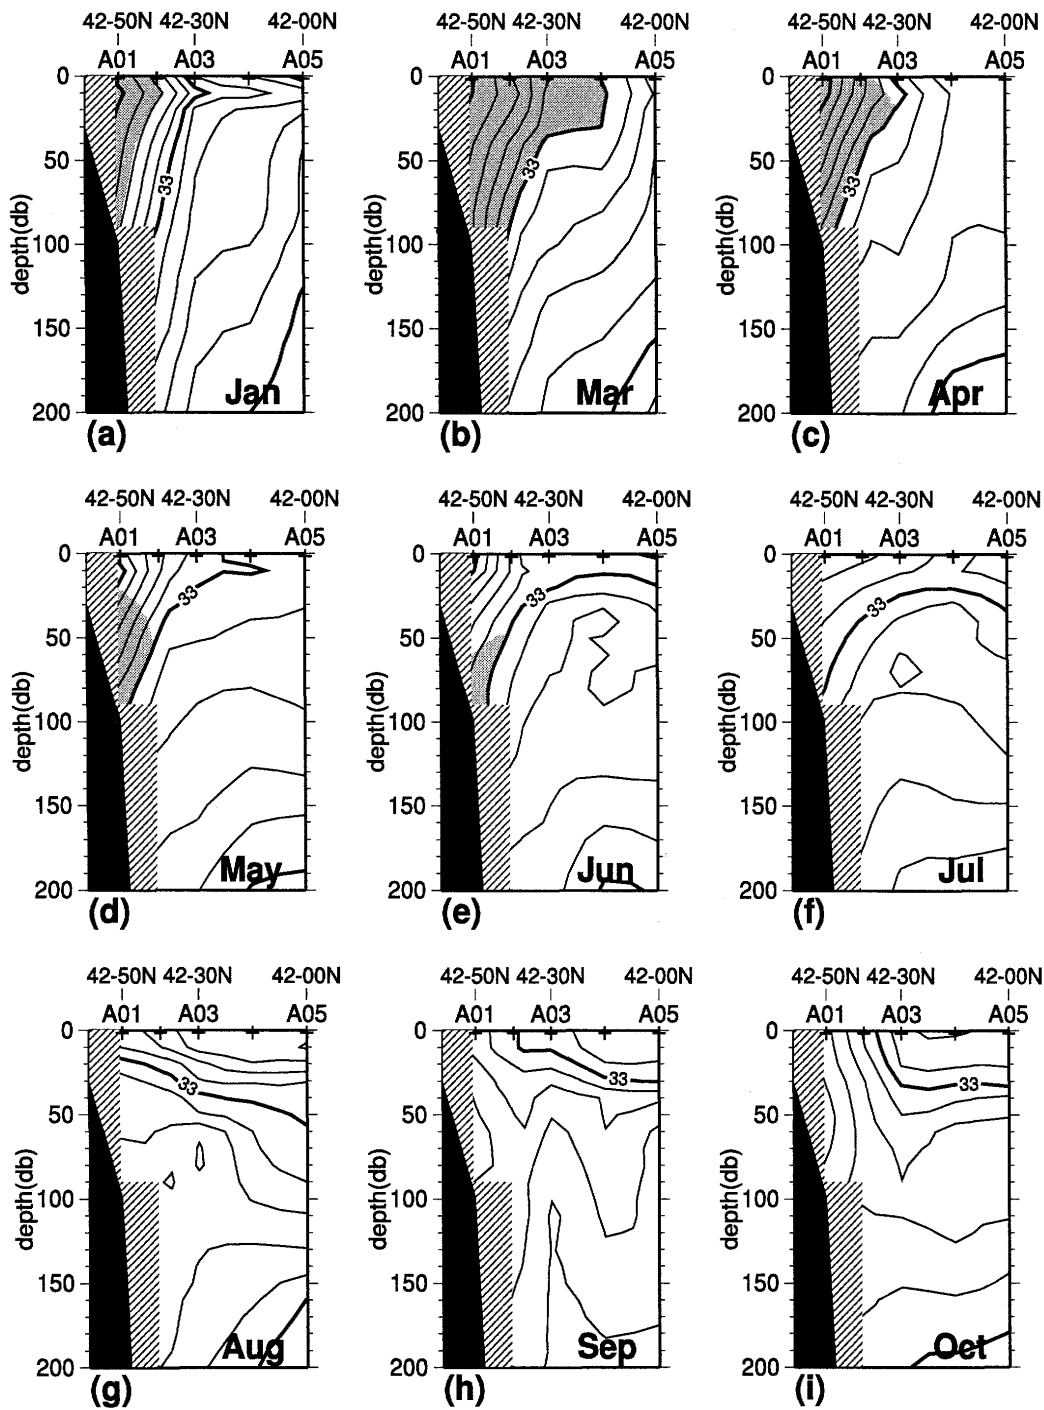 42-50N 42-30N 42-00N 42-50N 42-30N 42-00N 42-50N 42-30N 42-00N
A01 A03 A05 A01 A03 A05 A01 A03 A05
0 0 0
50 50 50
33 33 33
100 100 100
depth(db) depth(db) depth(db)
150 150 150
Jan Mar Apr
200 200 200
(a) (b) (c)
42-50N 42-30N 42-00N 42-50N 42-30N 42-00N 42-50N 42-30N 42-00N
A01 A03 A05 A01 A03 A05 A01 A03 A05
0 0 0
33 33 33
50 50 50
100 100 100
depth(db) depth(db) depth(db)
150 150 150
May Jun Jul
200 200 200
(d) (e) (f)
42-50N 42-30N 42-00N 42-50N 42-30N 42-00N 42-50N 42-30N 42-00N
A01 A03 A05 A01 A03 A05 A01 A03 A05
0 0 0
33 33 33
50 50 50
100 100 100
depth(db) depth(db) depth(db)
150 150 150
Aug Sep Oct
200 200 200
(g) (h) (i)